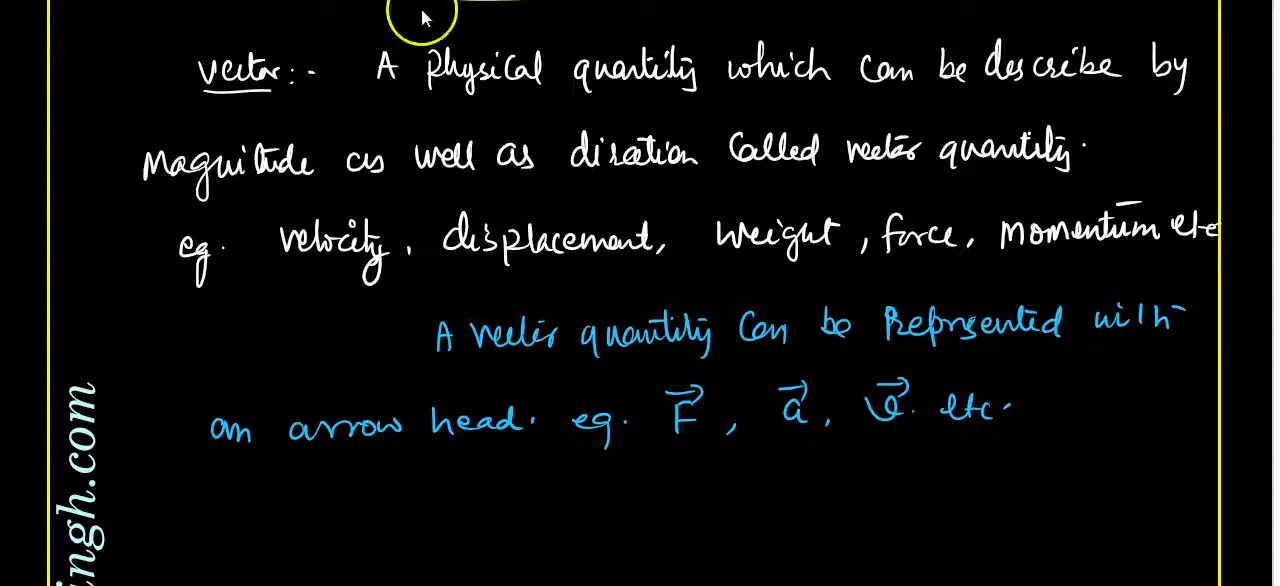 Vector:- A physical quantity which can be describe by
Magnitude as well as diration Called vector quantity.
eg. velocity, displacement, weight, force, momentum etc
A vector quantity can be Represented with
an arrow head. eg. F⃗, a⃗, v⃗. etc.
ingh.com